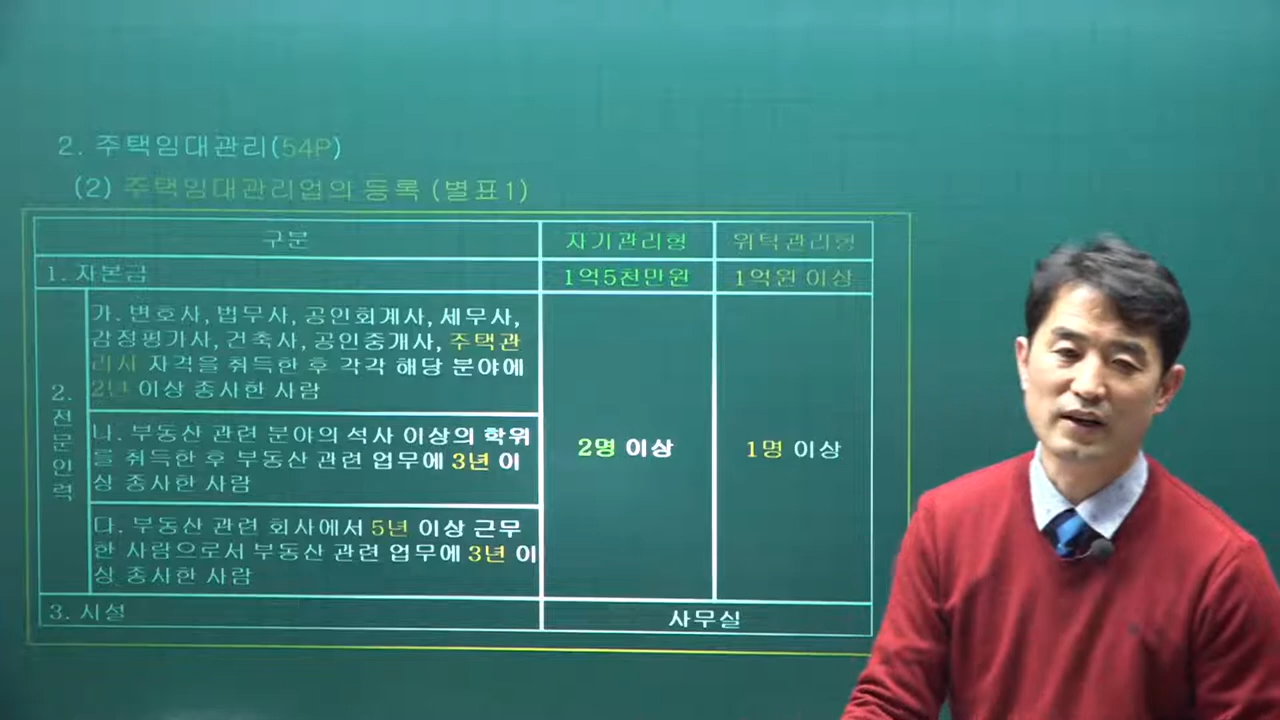 2. 주택임대관리(54P)
(2) 주택임대관리업의 등록 (별표1)
구분
자기관리형
위탁관리형
1. 자본금
1억5천만원
1억원 이상
2. 전문인력
가. 변호사, 법무사, 공인회계사, 세무사,
감정평가사, 건축사, 공인중개사, 주택관
리사 자격을 취득한 후 각각 해당 분야에
2년 이상 종사한 사람
나. 부동산 관련 분야의 석사 이상의 학위
를 취득한 후 부동산 관련 업무에 3년 이
상 종사한 사람
다. 부동산 관련 회사에서 5년 이상 근무
한 사람으로서 부동산 관련 업무에 3년 이
상 종사한 사람
2명 이상
1명 이상
3. 시설
사무실